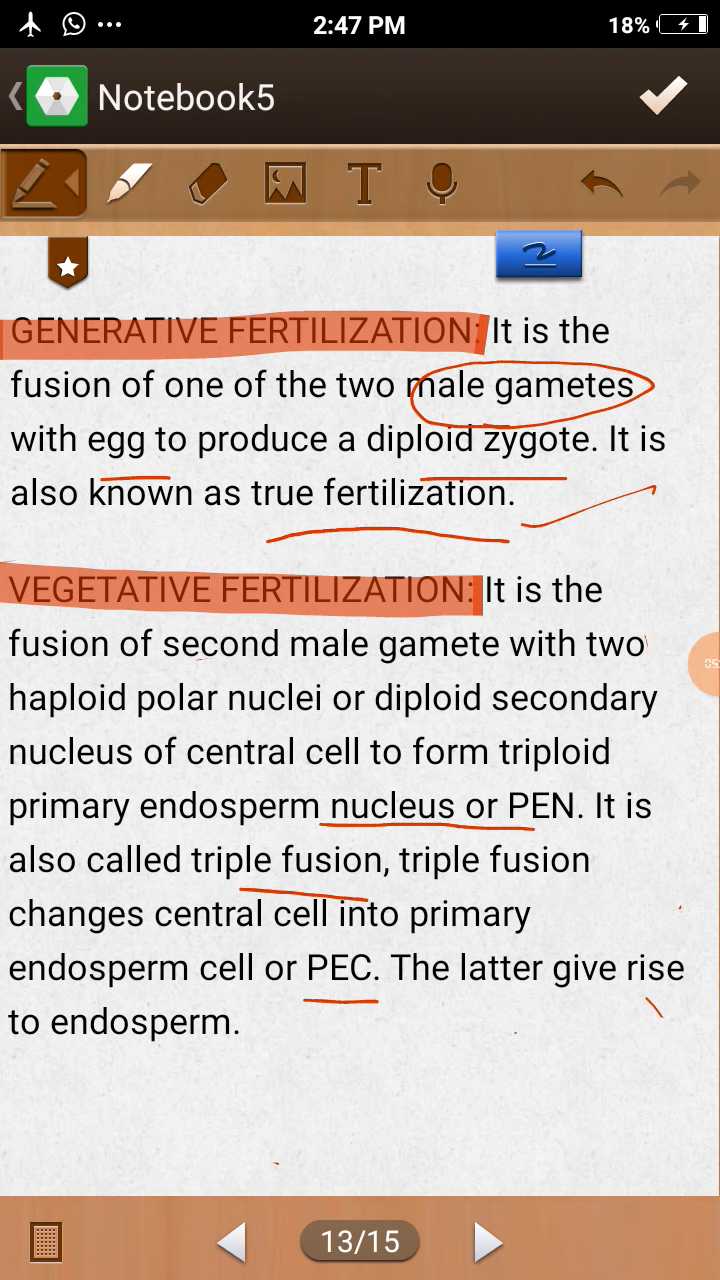 2:47 PM
18%
Notebook5
GENERATIVE FERTILIZATION: It is the
fusion of one of the two male gametes
with egg to produce a diploid zygote. It is
also known as true fertilization.
VEGETATIVE FERTILIZATION: It is the
fusion of second male gamete with two
haploid polar nuclei or diploid secondary
nucleus of central cell to form triploid
primary endosperm nucleus or PEN. It is
also called triple fusion, triple fusion
changes central cell into primary
endosperm cell or PEC. The latter give rise
to endosperm.
13/15